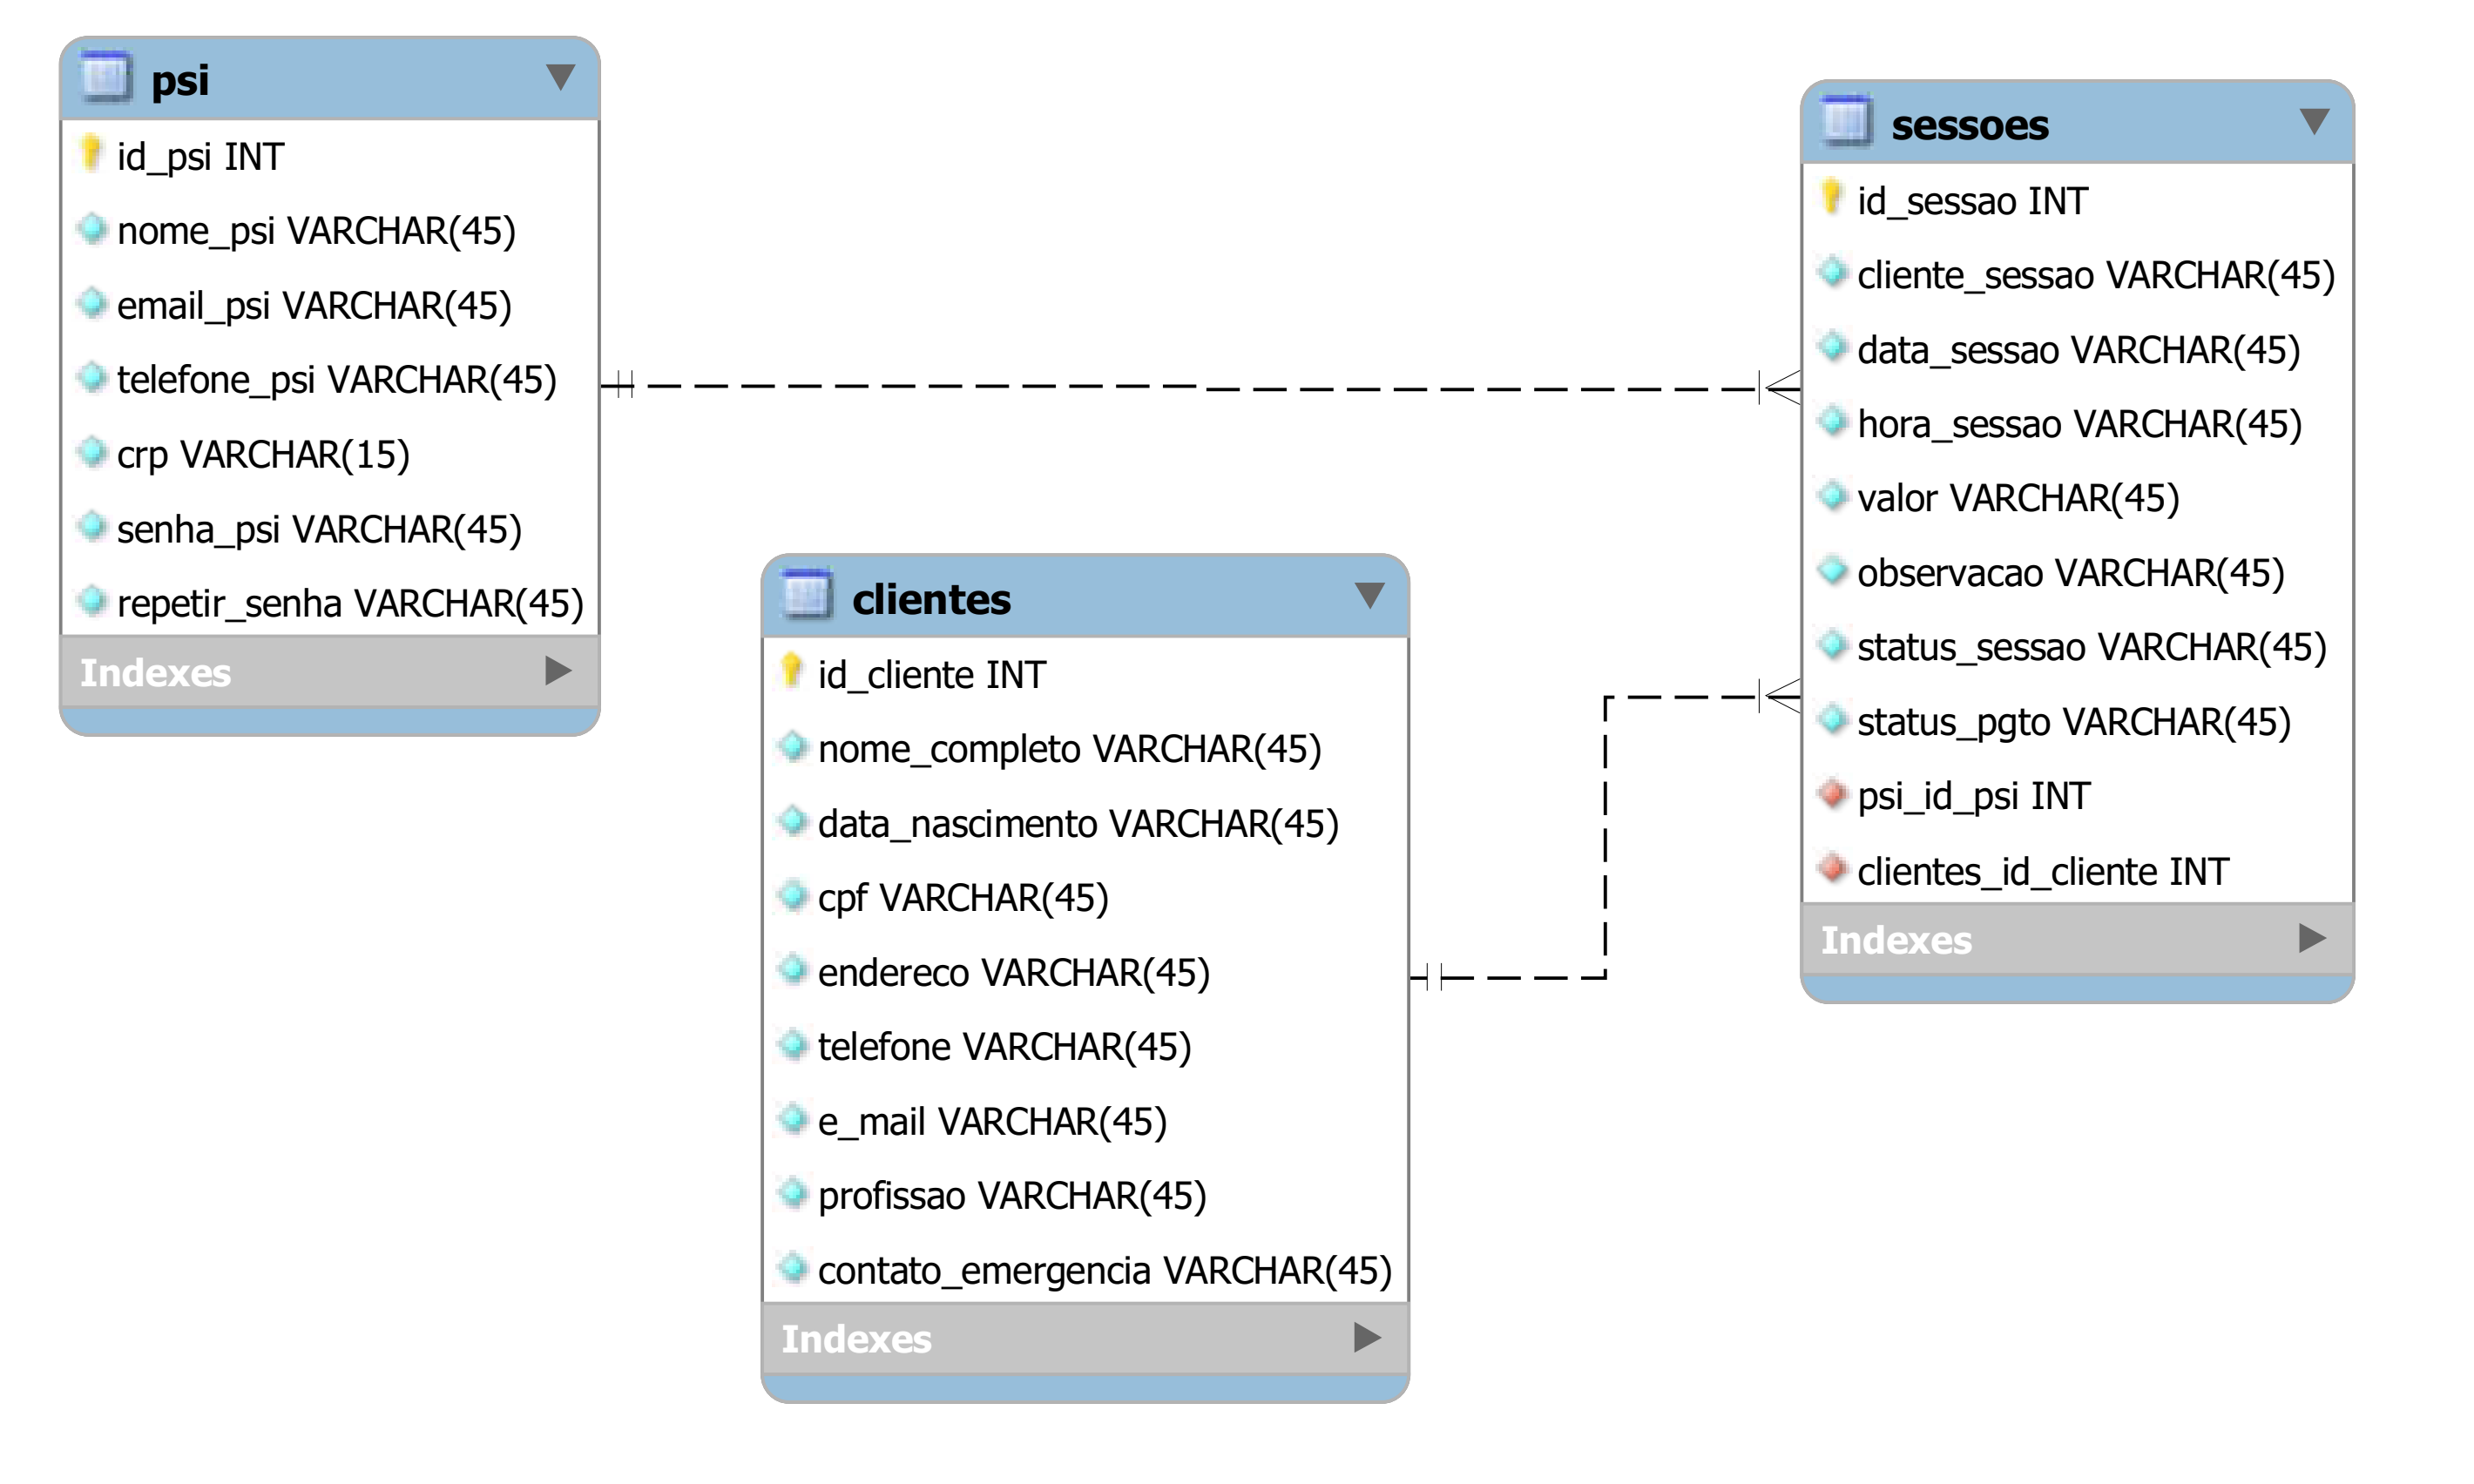 psi
id_psi INT
nome_psi VARCHAR(45)
email_psi VARCHAR(45)
telefone_psi VARCHAR(45)
crp VARCHAR(15)
senha_psi VARCHAR(45)
repetir_senha VARCHAR(45)
Indexes
clientes
id_cliente INT
nome_completo VARCHAR(45)
data_nascimento VARCHAR(45)
cpf VARCHAR(45)
endereco VARCHAR(45)
telefone VARCHAR(45)
e_mail VARCHAR(45)
profissao VARCHAR(45)
contato_emergencia VARCHAR(45)
Indexes
sessoes
id_sessao INT
cliente_sessao VARCHAR(45)
data_sessao VARCHAR(45)
hora_sessao VARCHAR(45)
valor VARCHAR(45)
observacao VARCHAR(45)
status_sessao VARCHAR(45)
status_pgto VARCHAR(45)
psi_id_psi INT
clientes_id_cliente INT
Indexes